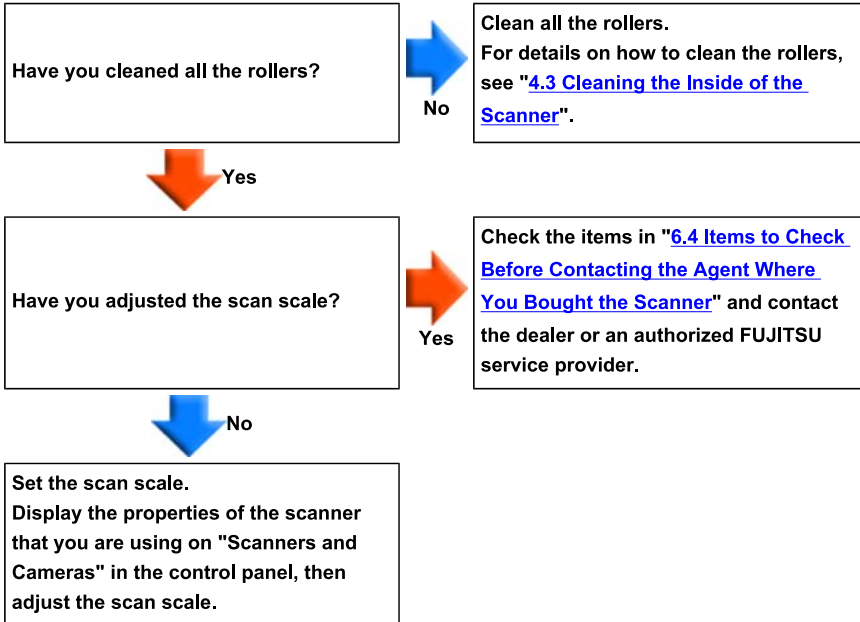 Have you cleaned all the rollers?
No
Clean all the rollers.
For details on how to clean the rollers,
see "4.3 Cleaning the Inside of the
Scanner".
Yes
Have you adjusted the scan scale?
Yes
Check the items in "6.4 Items to Check
Before Contacting the Agent Where
You Bought the Scanner" and contact
the dealer or an authorized FUJITSU
service provider.
No
Set the scan scale.
Display the properties of the scanner
that you are using on "Scanners and
Cameras" in the control panel, then
adjust the scan scale.